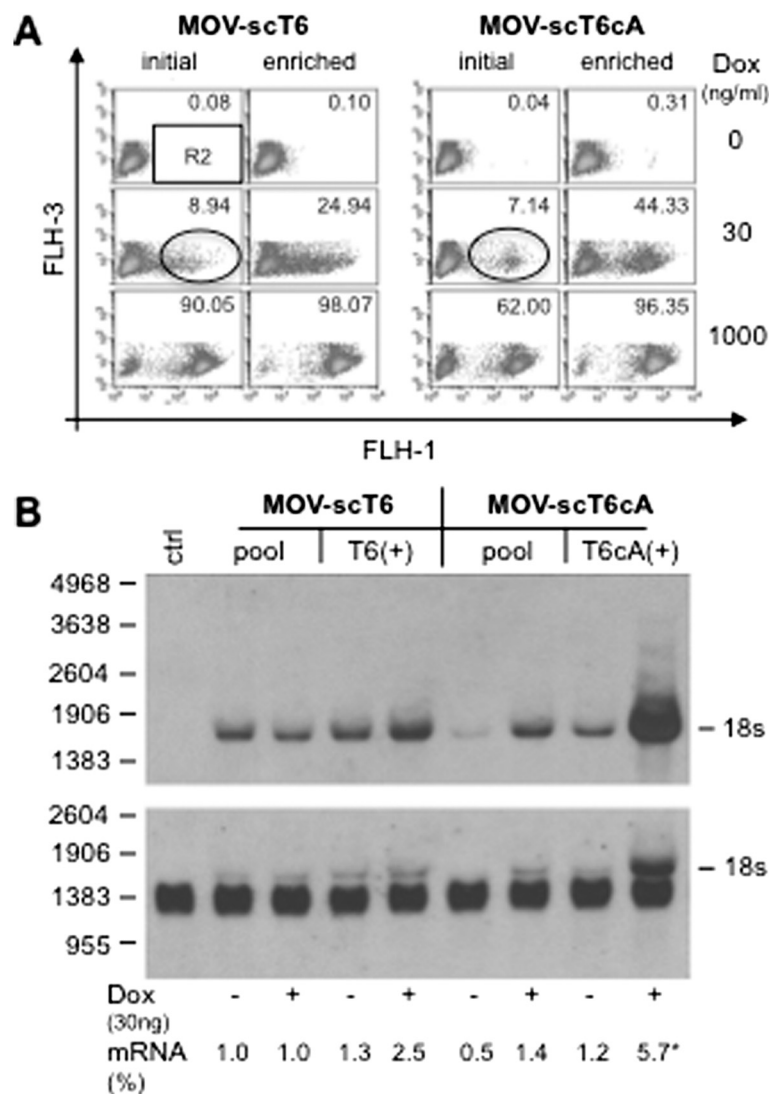 A
MOV-scT6 MOV-scT6cA
initial enriched initial enriched Dox
(ng/ml)
0.08 0.10 0.04 0.31 0
R2
8.94 24.94 7.14 44.33 30
90.05 98.07 62.00 96.35 1000
FLH-3
FLH-1
B
MOV-scT6 MOV-scT6cA
ctrl pool T6(+) pool T6cA(+)
4968
3638
2604
1906
18s
1383
2604
1906
18s
1383
955
Dox - + - + - + - +
(30ng)
mRNA 1.0 1.0 1.3 2.5 0.5 1.4 1.2 5.7*
(%)